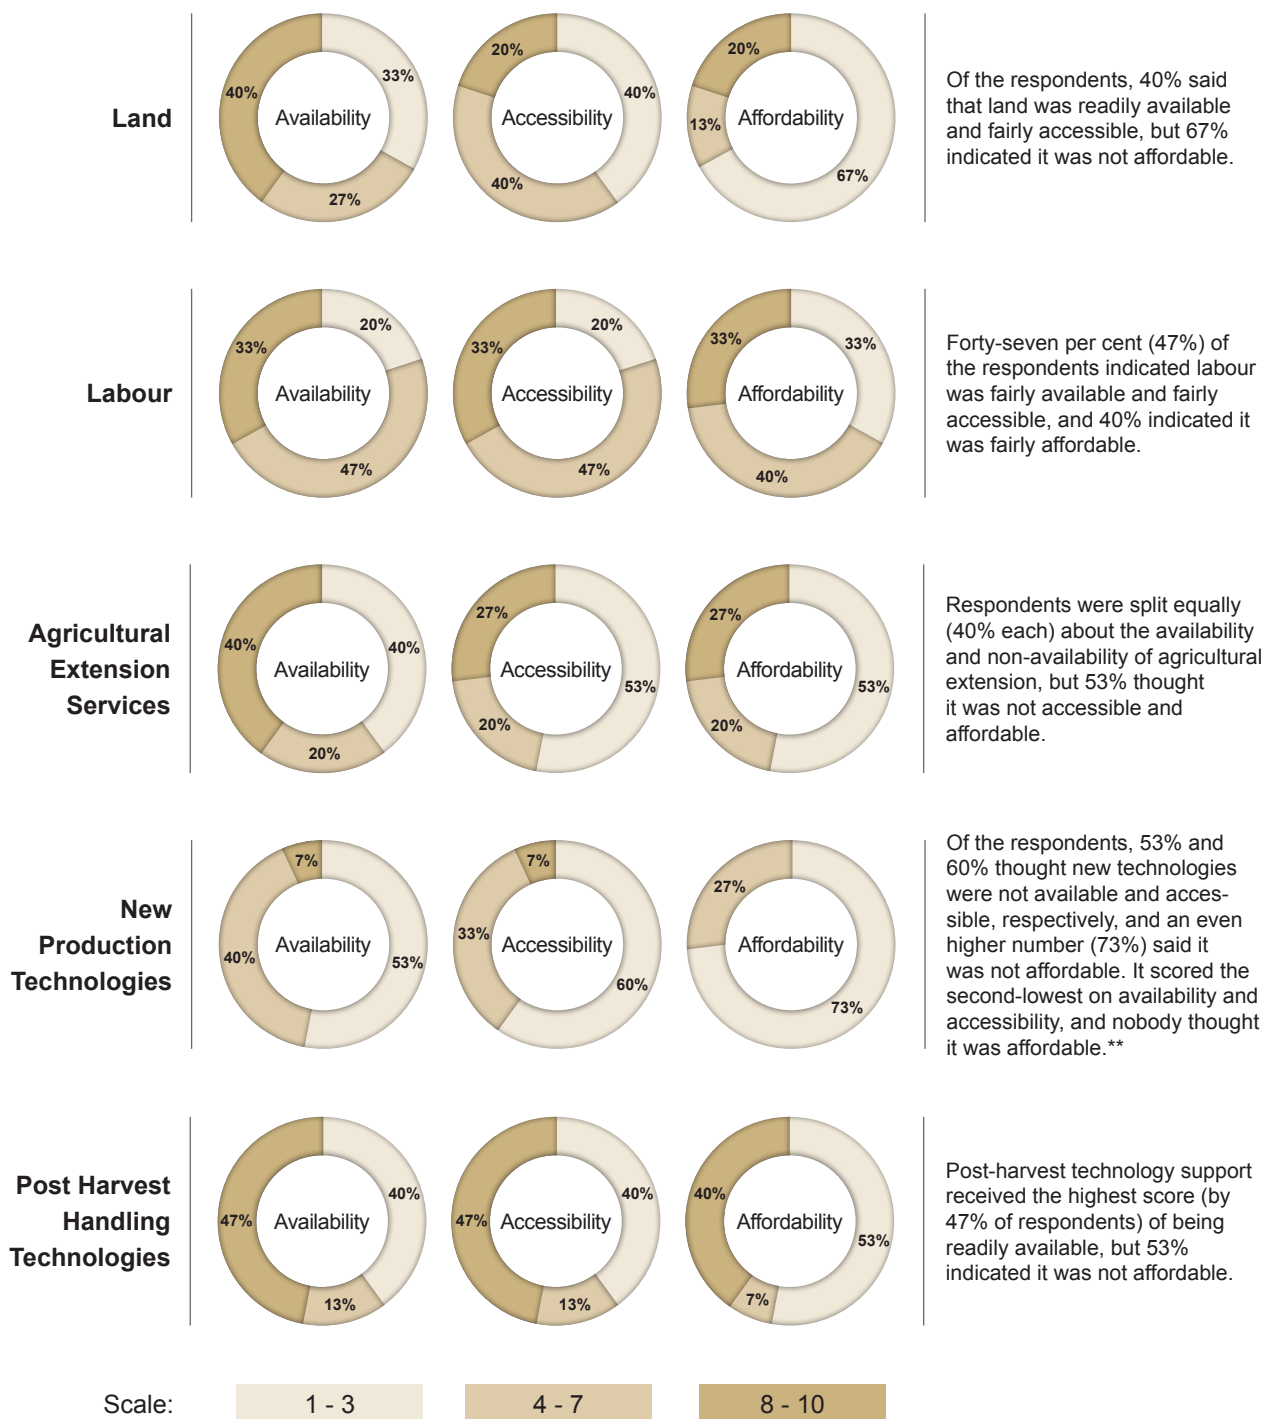 Land
40%
33%
27%
Availability
20%
40%
40%
Accessibility
20%
13%
67%
Affordability
Of the respondents, 40% said
that land was readily available
and fairly accessible, but 67%
indicated it was not affordable.
Labour
33%
20%
47%
Availability
33%
20%
47%
Accessibility
33%
33%
40%
Affordability
Forty-seven per cent (47%) of
the respondents indicated labour
was fairly available and fairly
accessible, and 40% indicated it
was fairly affordable.
Agricultural
Extension
Services
40%
40%
20%
Availability
27%
53%
20%
Accessibility
27%
53%
20%
Affordability
Respondents were split equally
(40% each) about the availability
and non-availability of agricultural
extension, but 53% thought
it was not accessible and
affordable.
New
Production
Technologies
7%
40%
53%
Availability
7%
33%
60%
Accessibility
27%
73%
Affordability
Of the respondents, 53% and
60% thought new technologies
were not available and acces-
sible, respectively, and an even
higher number (73%) said it
was not affordable. It scored the
second-lowest on availability and
accessibility, and nobody thought
it was affordable.**
Post Harvest
Handling
Technologies
47%
40%
13%
Availability
47%
40%
13%
Accessibility
40%
53%
7%
Affordability
Post-harvest technology support
received the highest score (by
47% of respondents) of being
readily available, but 53%
indicated it was not affordable.
Scale:
1 - 3
4 - 7
8 - 10